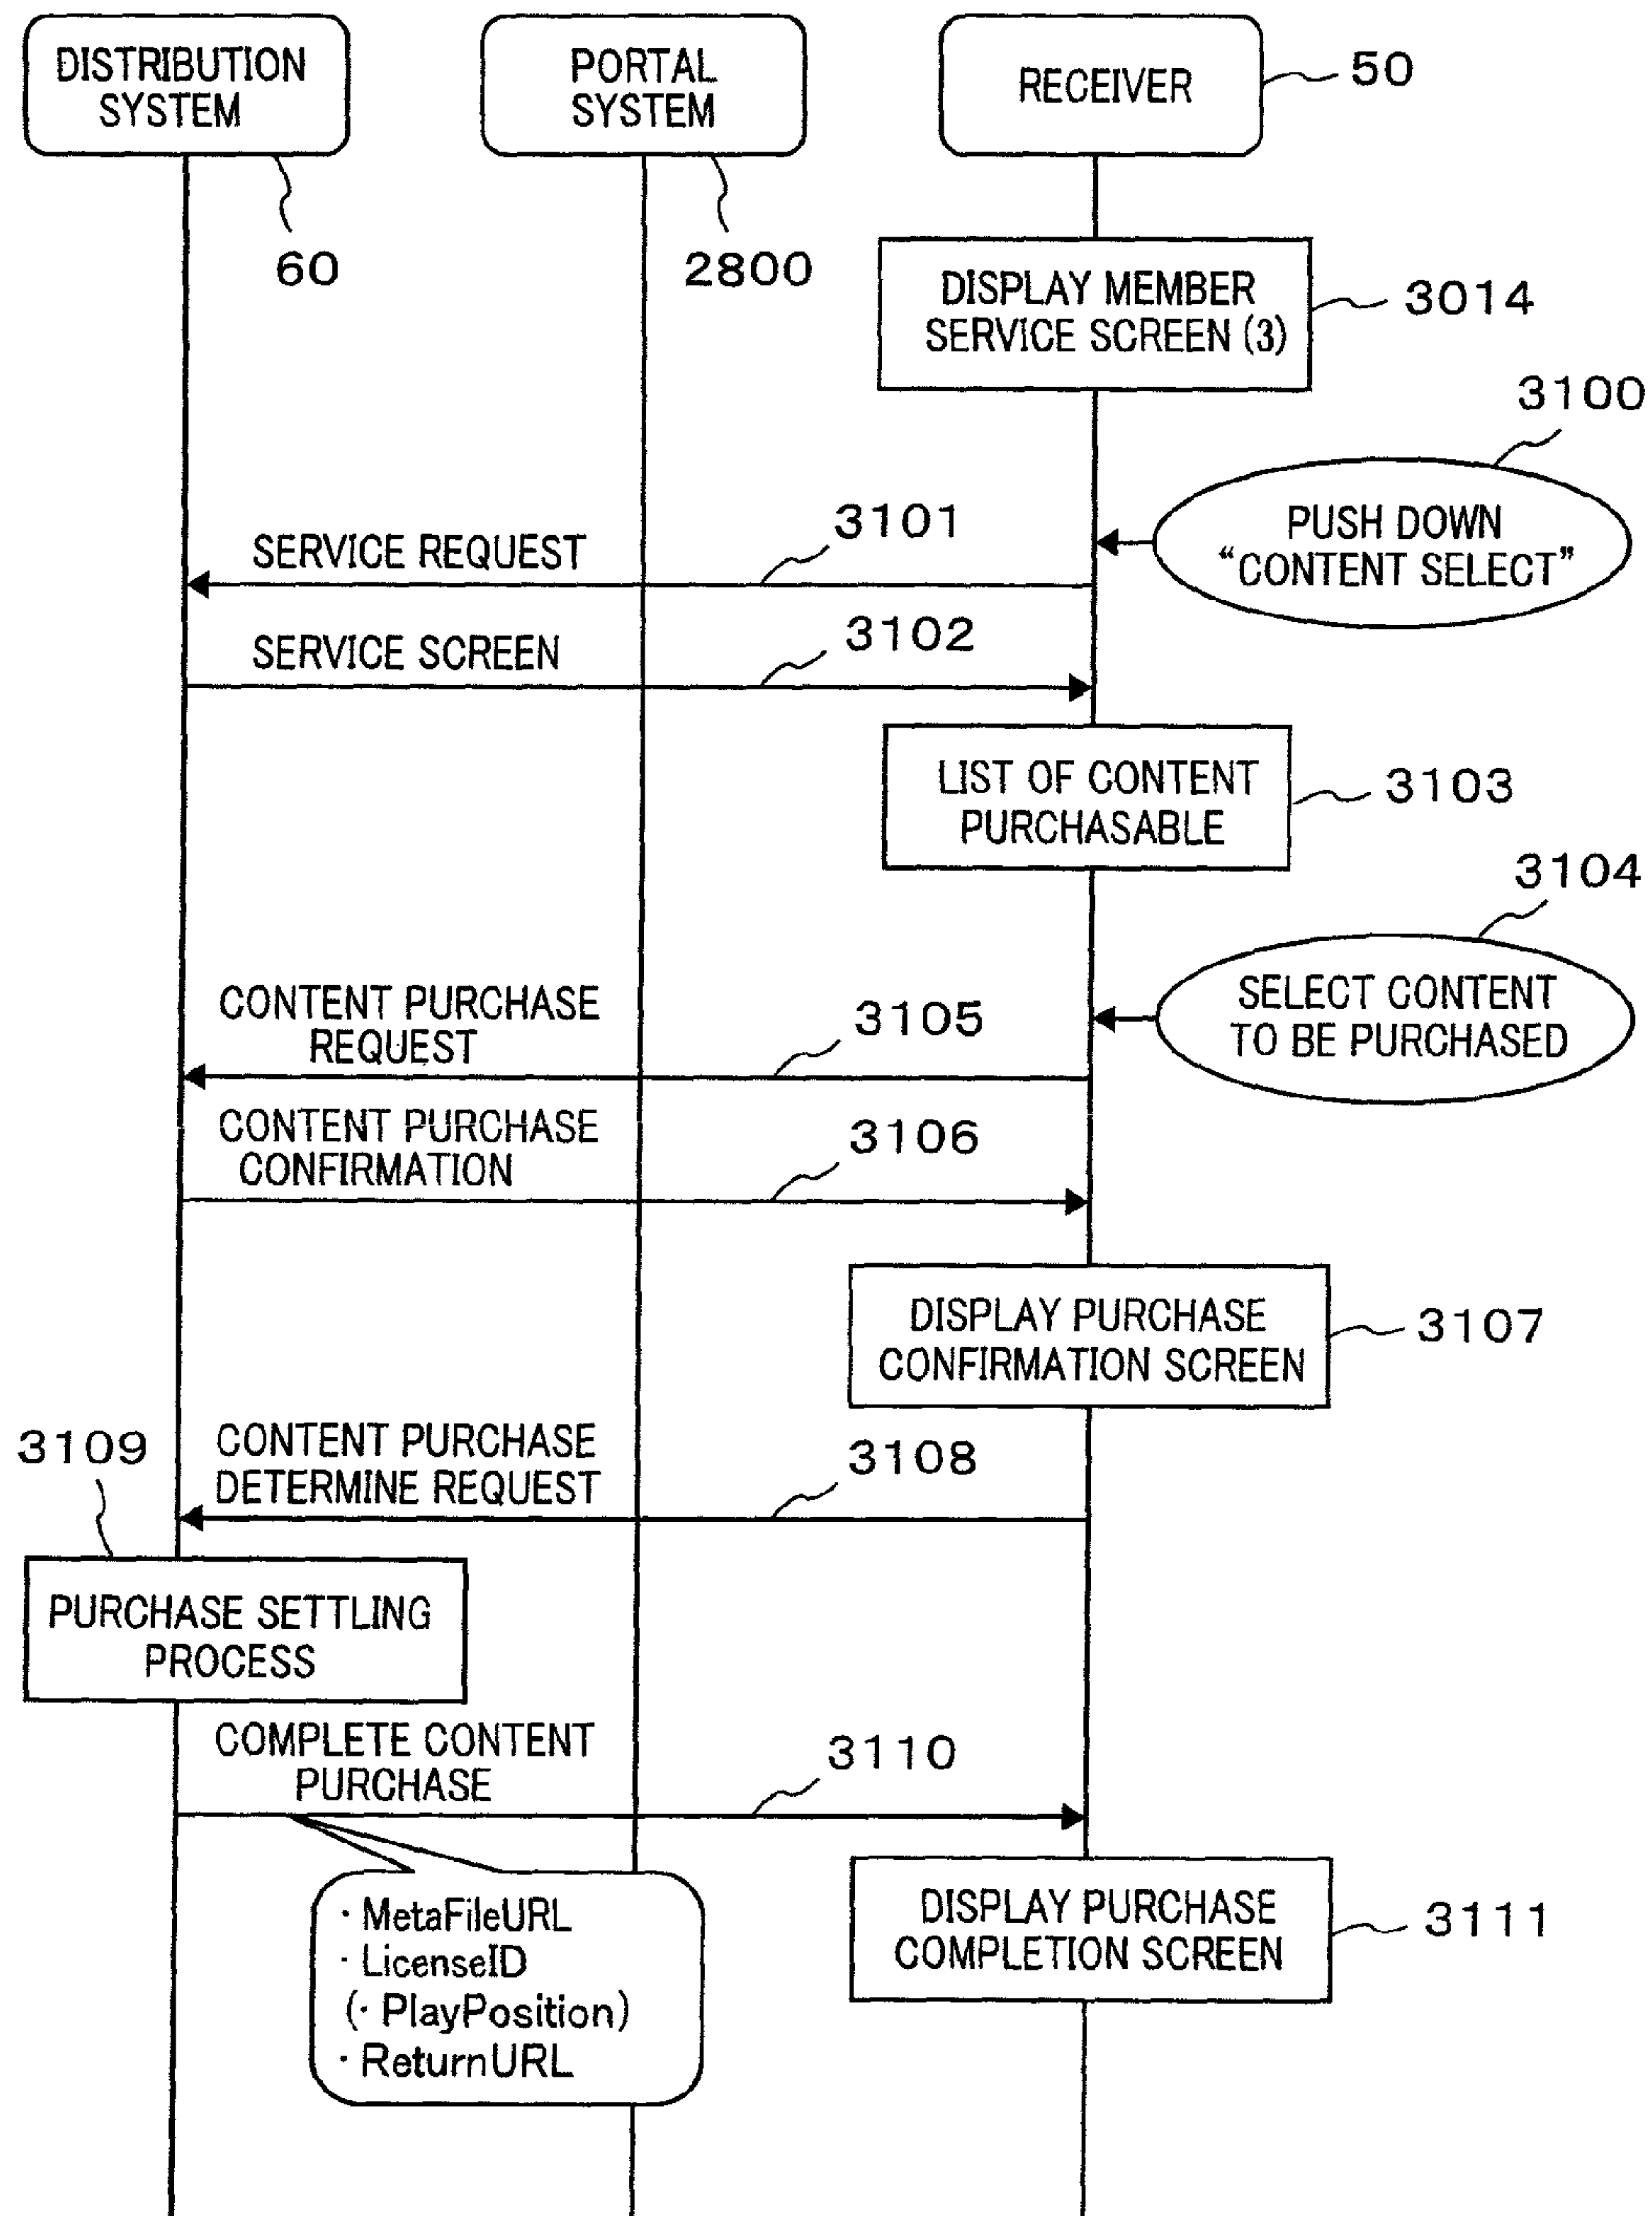 DISTRIBUTION
SYSTEM
PORTAL
SYSTEM
RECEIVER
50
60
2800
DISPLAY MEMBER
SERVICE SCREEN (3)
3014
3100
PUSH DOWN
“CONTENT SELECT”
3101
SERVICE REQUEST
3102
SERVICE SCREEN
LIST OF CONTENT
PURCHASABLE
3103
3104
SELECT CONTENT
TO BE PURCHASED
CONTENT PURCHASE
REQUEST
3105
CONTENT PURCHASE
CONFIRMATION
3106
DISPLAY PURCHASE
CONFIRMATION SCREEN
3107
3109
CONTENT PURCHASE
DETERMINE REQUEST
3108
PURCHASE SETTLING
PROCESS
COMPLETE CONTENT
PURCHASE
3110
· MetaFileURL
· LicenseID
(· PlayPosition)
· ReturnURL
DISPLAY PURCHASE
COMPLETION SCREEN
3111